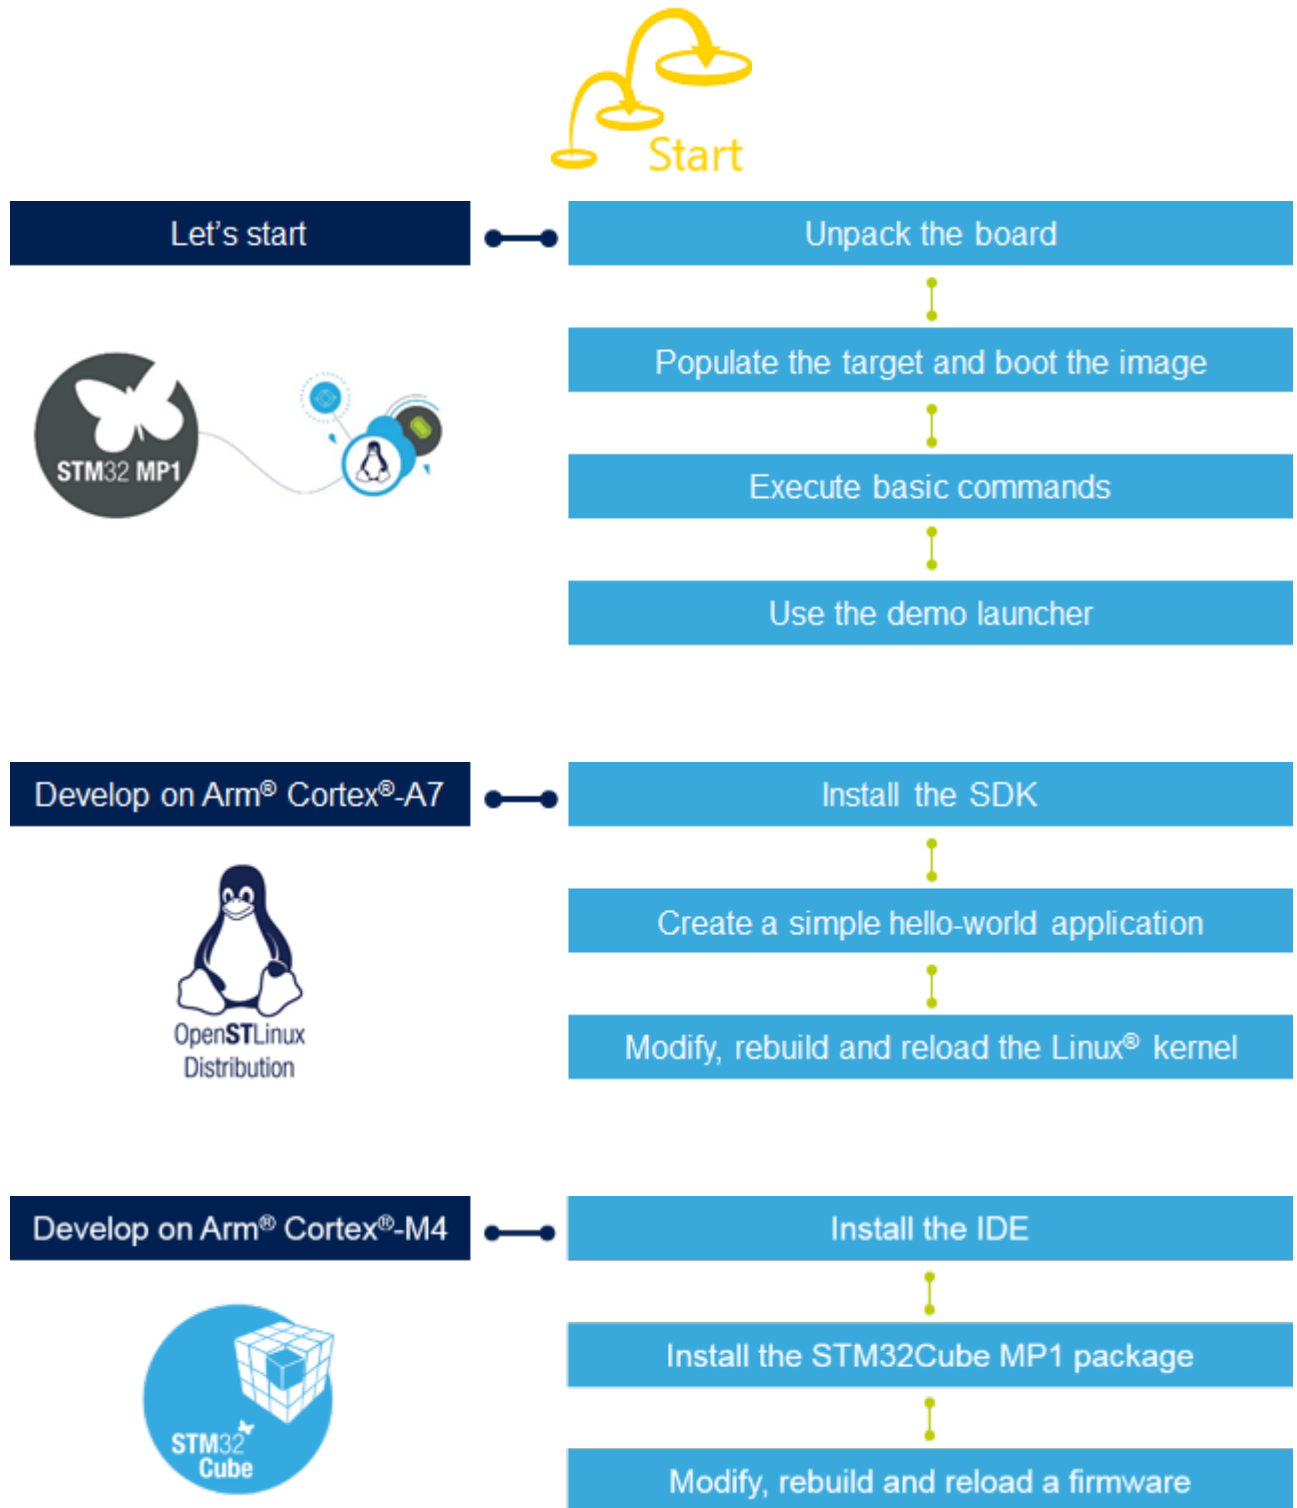 Start
Let's start
Unpack the board
Populate the target and boot the image
STM32 MP1
Execute basic commands
Use the demo launcher
Develop on Arm® Cortex®-A7
Install the SDK
Create a simple hello-world application
OpenSTLinux
Distribution
Modify, rebuild and reload the Linux® kernel
Develop on Arm® Cortex®-M4
Install the IDE
Install the STM32Cube MP1 package
STM32
Cube
Modify, rebuild and reload a firmware